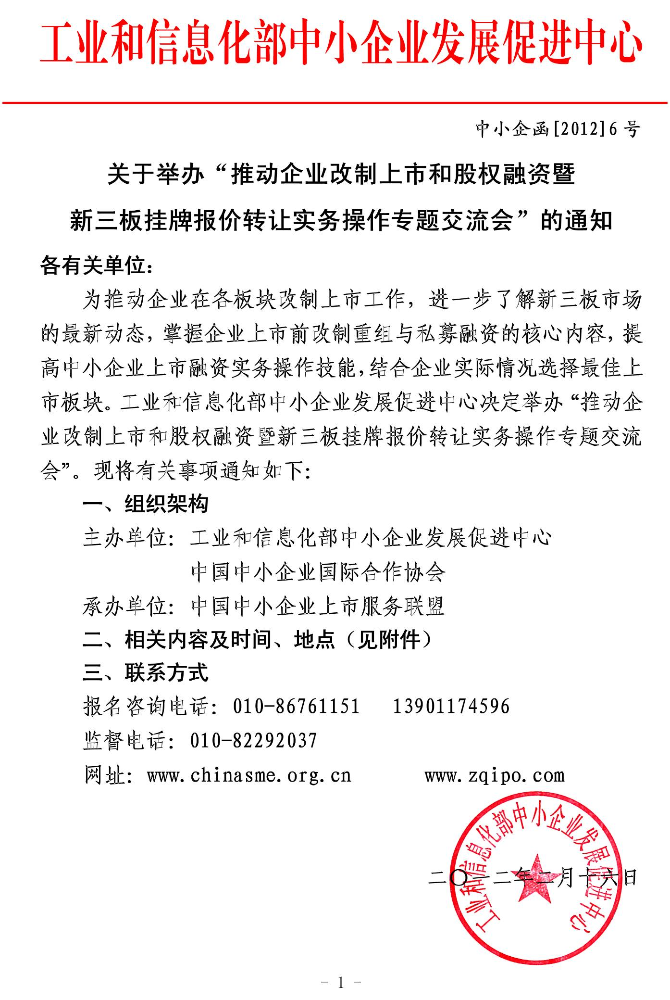 工业和信息化部中小企业发展促进中心
中小企函[2012]6 号
关于举办“推动企业改制上市和股权融资暨
新三板挂牌报价转让实务操作专题交流会”的通知
各有关单位：
为推动企业在各板块改制上市工作，进一步了解新三板市场
的最新动态，掌握企业上市前改制重组与私募融资的核心内容，提
高中小企业上市融资实务操作技能，结合企业实际情况选择最佳上
市板块。工业和信息化部中小企业发展促进中心决定举办“推动企
业改制上市和股权融资暨新三板挂牌报价转让实务操作专题交流
会”。现将有关事项通知如下：
一、组织架构
主办单位：工业和信息化部中小企业发展促进中心
中国中小企业国际合作协会
承办单位：中国中小企业上市服务联盟
二、相关内容及时间、地点（见附件）
三、联系方式
报名咨询电话：010-86761151 13901174596
监督电话：010-82292037
网址：www.chinasme.org.cn www.zqipo.com
工业和信息化部中小企业发展促进中心
二〇一二年二月十六日
- 1 -